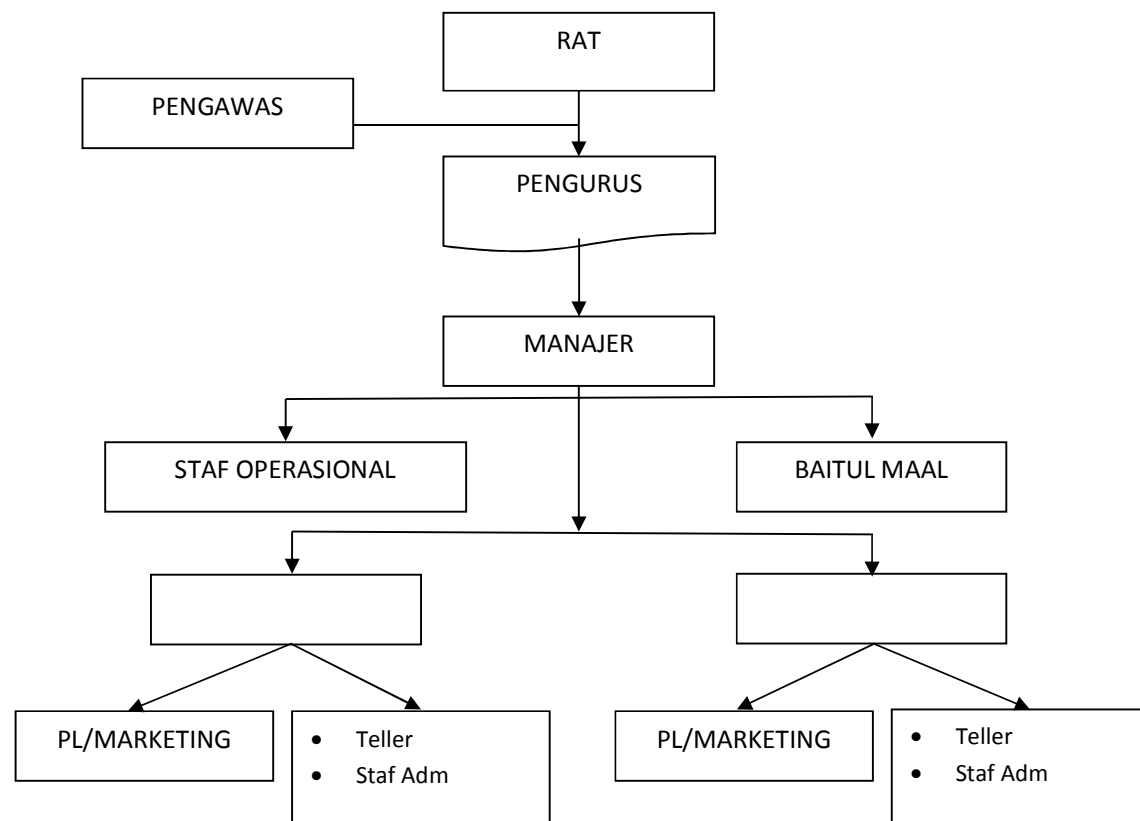 RAT
PENGAWAS
PENGURUS
MANAJER
STAF OPERASIONAL
BAITUL MAAL
PL/MARKETING
• Teller
• Staf Adm
PL/MARKETING
• Teller
• Staf Adm